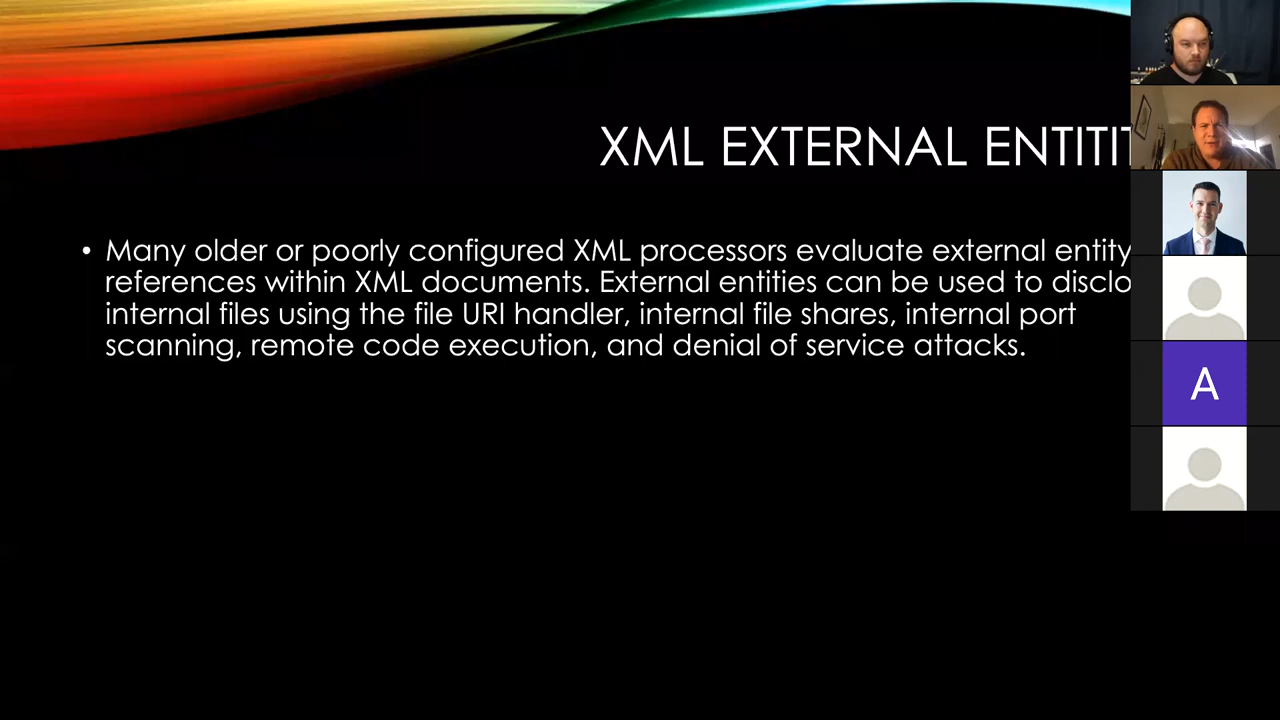 XML EXTERNAL ENTITIT
• Many older or poorly configured XML processors evaluate external entity
references within XML documents. External entities can be used to disclo
internal files using the file URI handler, internal file shares, internal port
scanning, remote code execution, and denial of service attacks.
A